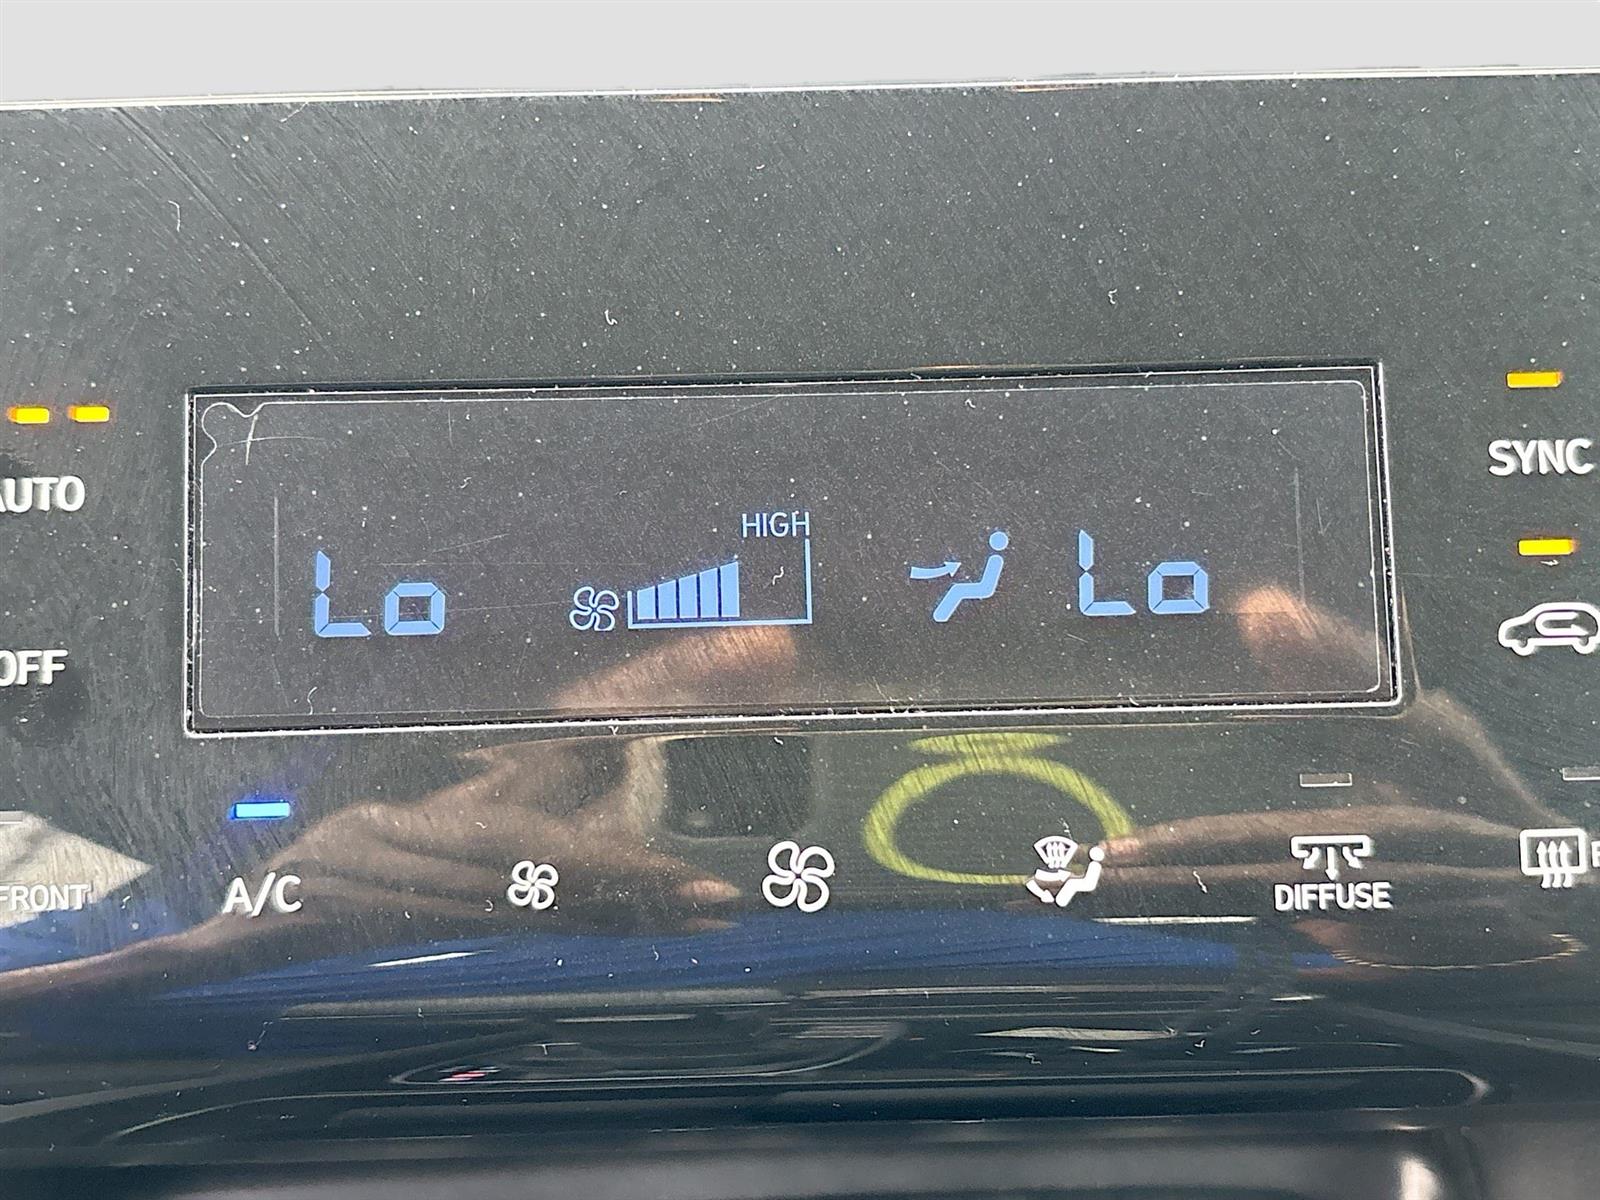 SYNC
AUTO
HIGH
Lo Lo
OFF
FRONT
A/C
DIFFUSE